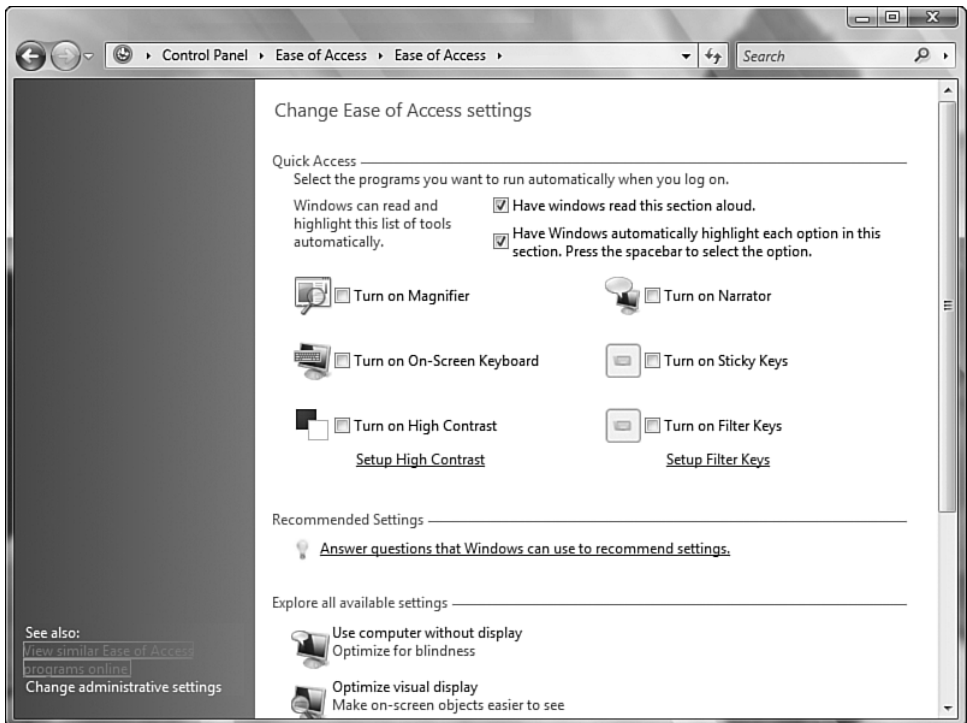 Control Panel Ease of Access Ease of Access
Search
Change Ease of Access settings
Quick Access
Select the programs you want to run automatically when you log on.
Windows can read and
highlight this list of tools
automatically.
Have windows read this section aloud.
Have Windows automatically highlight each option in this
section. Press the spacebar to select the option.
Turn on Magnifier
Turn on Narrator
Turn on On-Screen Keyboard
Turn on Sticky Keys
Turn on High Contrast
Turn on Filter Keys
Setup High Contrast
Setup Filter Keys
Recommended Settings
Answer questions that Windows can use to recommend settings.
Explore all available settings
Use computer without display
Optimize for blindness
Optimize visual display
Make on-screen objects easier to see
See also:
View similar Ease of Access
programs online
Change administrative settings